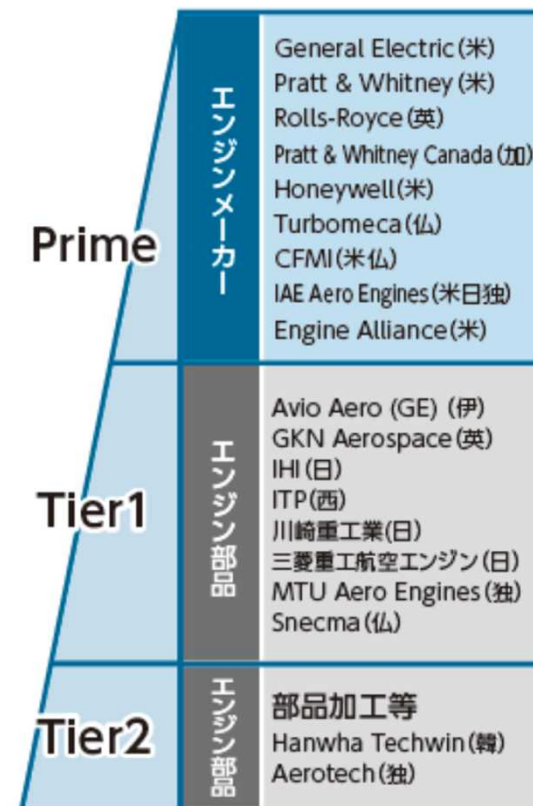 Prime
エンジンメーカー
General Electric(米)
Pratt & Whitney(米)
Rolls-Royce(英)
Pratt & Whitney Canada(加)
Honeywell(米)
Turbomeca(仏)
CFMI(米仏)
IAE Aero Engines(米日独)
Engine Alliance(米)
Tier1
エンジン部品
Avio Aero (GE) (伊)
GKN Aerospace(英)
IHI(日)
ITP(西)
川崎重工業(日)
三菱重工航空エンジン(日)
MTU Aero Engines(独)
Snecma(仏)
Tier2
エンジン部品
部品加工等
Hanwha Techwin(韓)
Aerotech(独)